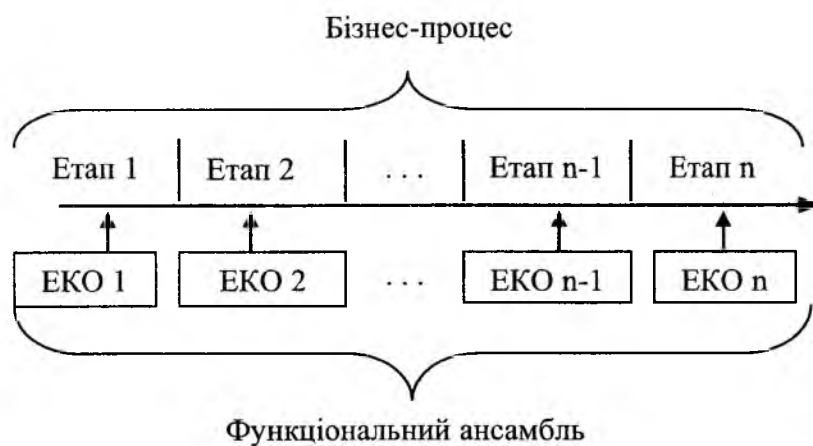 Бізнес-процес
Етап 1 Етап 2 . . . Етап n-1 Етап n
ЕКО 1 ЕКО 2 . . . ЕКО n-1 ЕКО n
Функціональний ансамбль